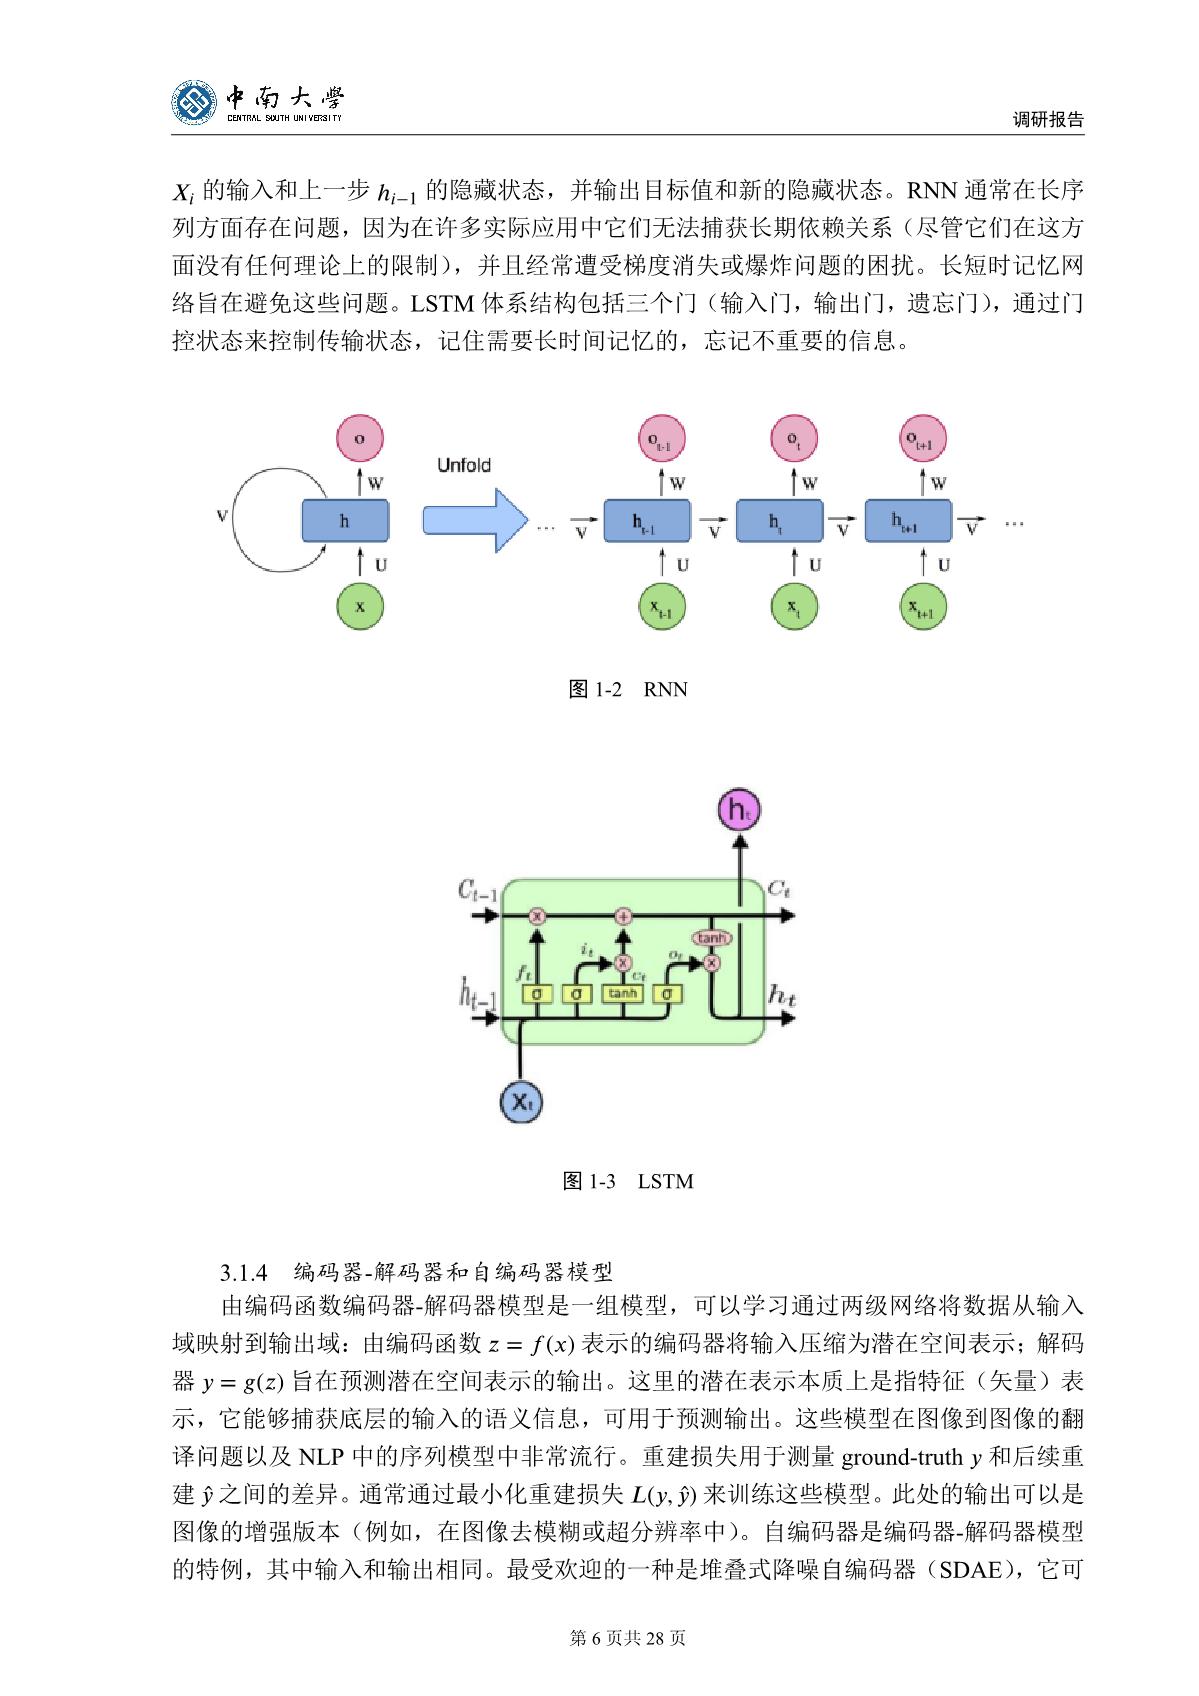 中南大學
CENTRAL SOUTH UNIVERSITY
调研报告
X_i 的输入和上一步 h_{i−1} 的隐藏状态，并输出目标值和新的隐藏状态。RNN 通常在长序
列方面存在问题，因为在许多实际应用中它们无法捕获长期依赖关系（尽管它们在这方
面没有任何理论上的限制），并且经常遭受梯度消失或爆炸问题的困扰。长短时记忆网
络旨在避免这些问题。LSTM 体系结构包括三个门（输入门，输出门，遗忘门），通过门
控状态来控制传输状态，记住需要长时间记忆的，忘记不重要的信息。
o o_{t-1} o_t o_{t+1}
Unfold
W W W W
V h … V h_{t-1} V h_t V h_{t+1} V …
U U U U
x x_{t-1} x_t x_{t+1}
图 1-2 RNN
h_t
C_{t−1} C_t
x +
tanh
i_t o_t
x x
f_t c_t
h_{t-1} σ σ tanh σ h_t
X_t
图 1-3 LSTM
3.1.4 编码器-解码器和自编码器模型
由编码函数编码器-解码器模型是一组模型，可以学习通过两级网络将数据从输入
域映射到输出域：由编码函数 z = f(x) 表示的编码器将输入压缩为潜在空间表示；解码
器 y = g(z) 旨在预测潜在空间表示的输出。这里的潜在表示本质上是指特征（矢量）表
示，它能够捕获底层的输入的语义信息，可用于预测输出。这些模型在图像到图像的翻
译问题以及 NLP 中的序列模型中非常流行。重建损失用于测量 ground-truth y 和后续重
建 ŷ 之间的差异。通常通过最小化重建损失 L(y, ŷ) 来训练这些模型。此处的输出可以是
图像的增强版本（例如，在图像去模糊或超分辨率中）。自编码器是编码器-解码器模型
的特例，其中输入和输出相同。最受欢迎的一种是堆叠式降噪自编码器（SDAE），它可
第 6 页共 28 页